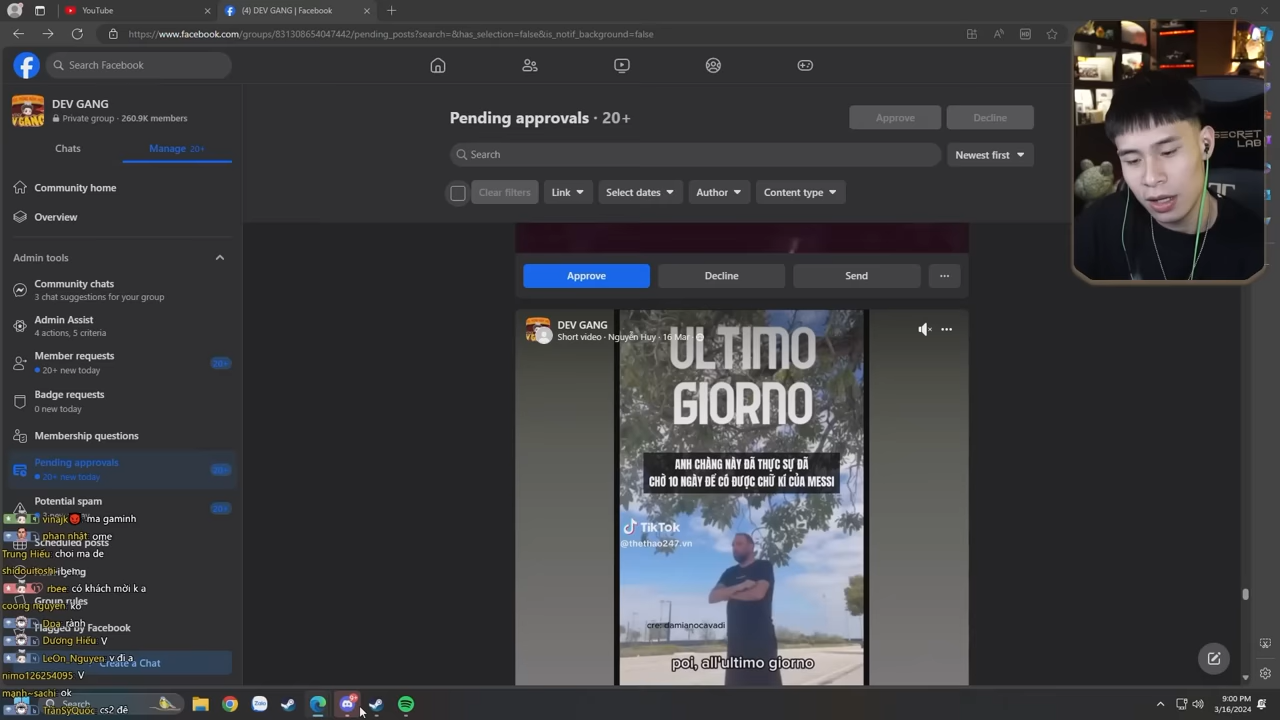 YouTube
(4) DEV GANG | Facebook
https://www.facebook.com/groups/831308654047442/pending_posts?search=&has_selection=false&is_notif_background=false
Search Facebook
DEV GANG
Private group · 260.9K members
Chats
Manage 20+
Community home
Overview
Admin tools
Community chats
3 chat suggestions for your group
Admin Assist
4 actions, 5 criteria
Member requests
20+ new today
20+
Badge requests
0 new today
Membership questions
Pending approvals
20+ new today
20+
Potential spam
20+
Scheduled posts
Group rules
Flagged by Facebook
Create a Chat
vinajk ma gaminh
phan nhật ome
Trung Hiếu choi ma de
rbee có khách mời k a
Dương Hiếu V
LeOn_Nguyen v đi a
nimo126254095 V
manh~sachi ok
TranSyQuoc cs2 đê
Pending approvals · 20+
Approve
Decline
Search
Newest first
Clear filters
Link
Select dates
Author
Content type
Approve
Decline
Send
DEV GANG
Short video · Nguyễn Huy · 16 Mar
ULTIMO
GIORNO
ANH CHÀNG NÀY ĐÃ THỰC SỰ ĐÃ
CHỜ 10 NGÀY ĐỂ CÓ ĐƯỢC CHỮ KÍ CỦA MESSI
TikTok
@thethao247.vn
cre: damianocavadi
poi, all'ultimo giorno
SECRET
LAB
Search
Zalo
9:00 PM
3/16/2024